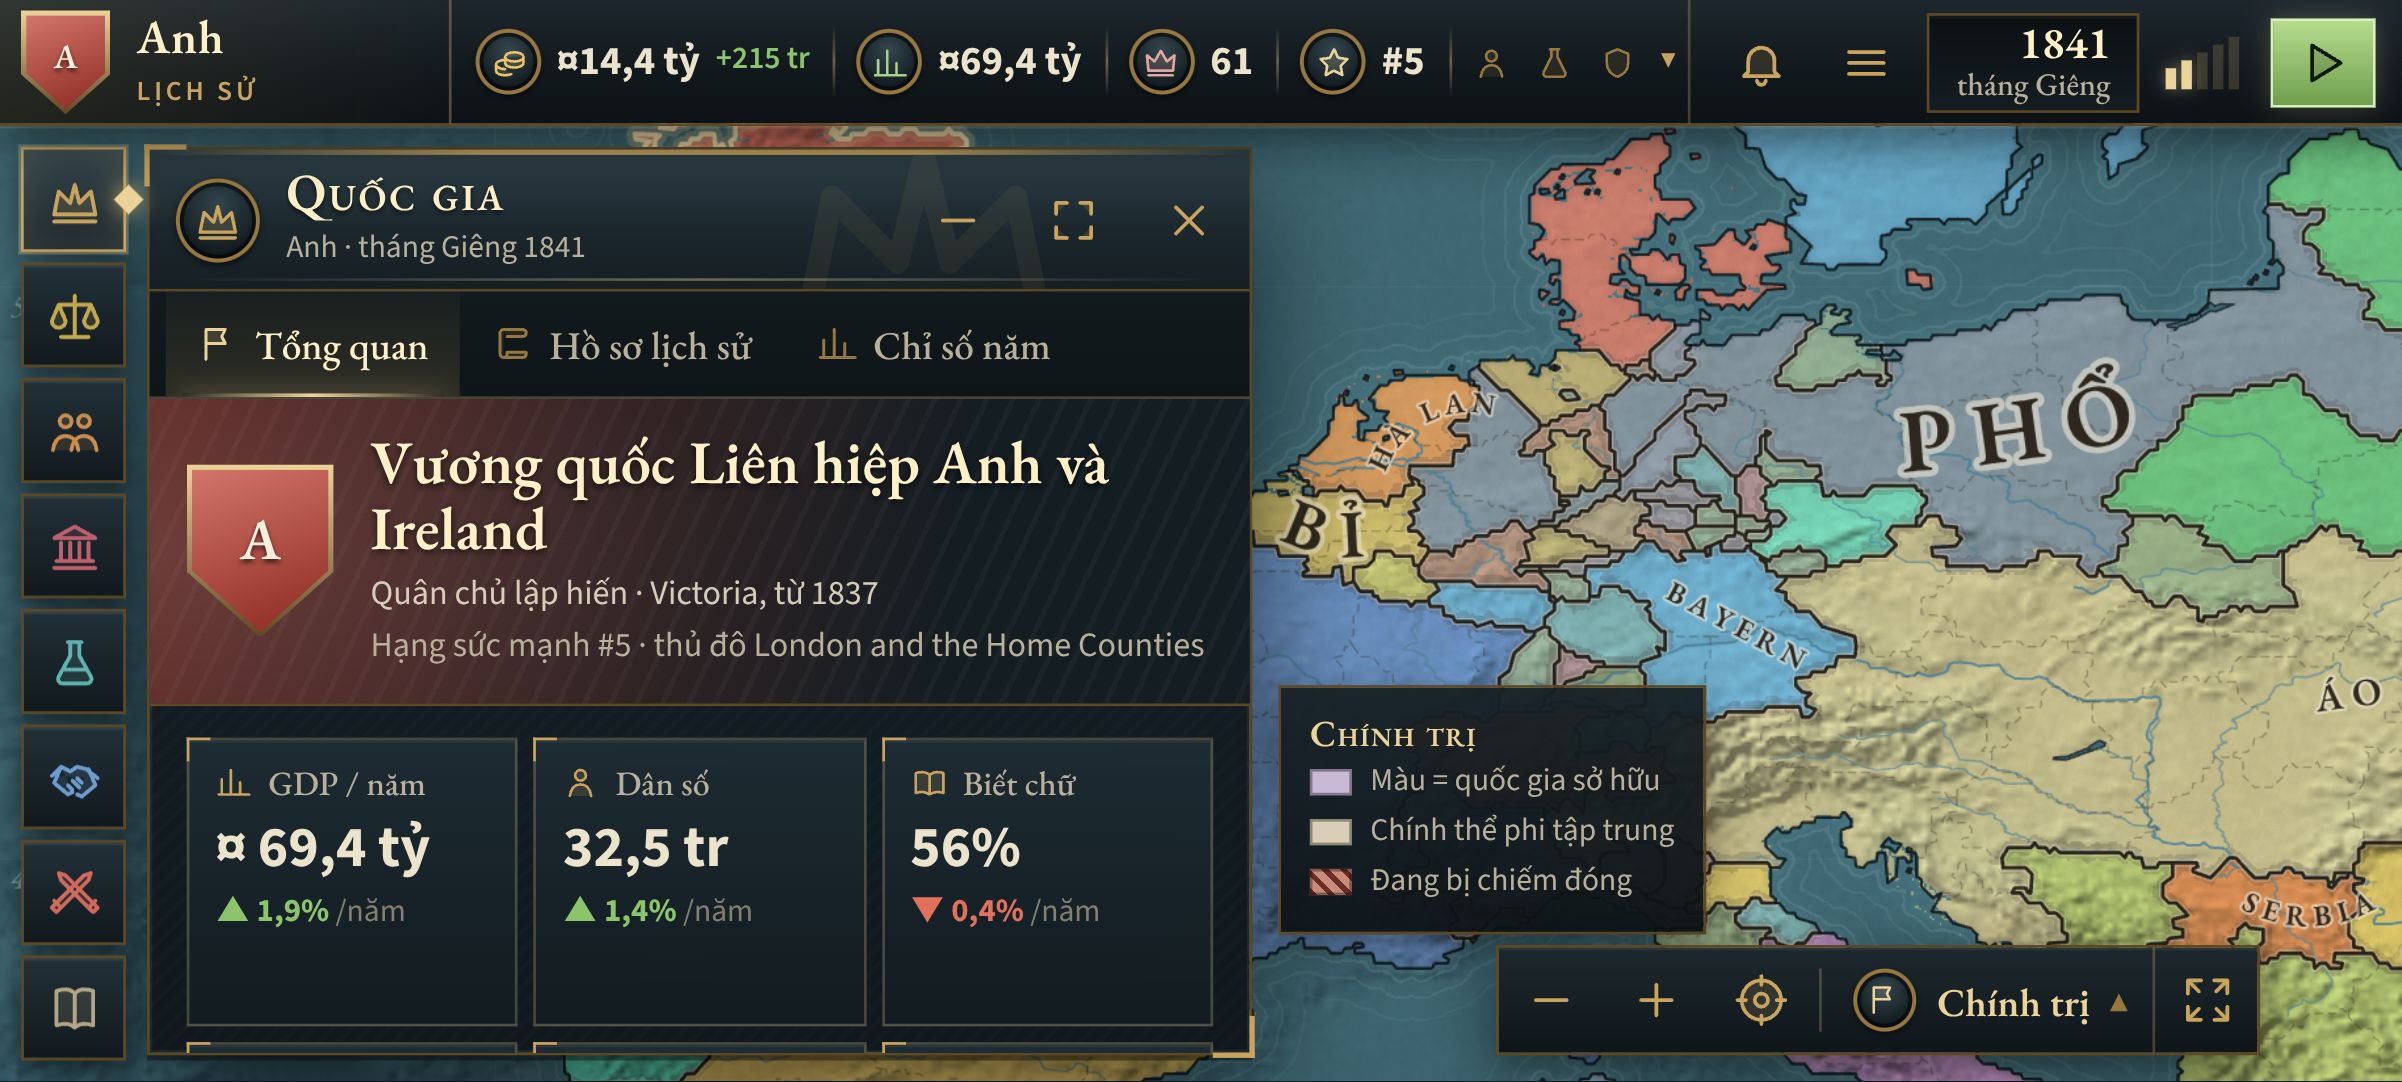 A
Anh
LỊCH SỬ
¤14,4 tỷ +215 tr
¤69,4 tỷ
61
#5
1841
tháng Giêng
QUỐC GIA
Anh · tháng Giêng 1841
Tổng quan
Hồ sơ lịch sử
Chỉ số năm
A
Vương quốc Liên hiệp Anh và
Ireland
Quân chủ lập hiến · Victoria, từ 1837
Hạng sức mạnh #5 · thủ đô London and the Home Counties
GDP / năm
¤ 69,4 tỷ
▲ 1,9% /năm
Dân số
32,5 tr
▲ 1,4% /năm
Biết chữ
56%
▼ 0,4% /năm
HÀ LAN
BỈ
PHỔ
BAYERN
ÁO
SERBIA
CHÍNH TRỊ
Màu = quốc gia sở hữu
Chính thể phi tập trung
Đang bị chiếm đóng
Chính trị